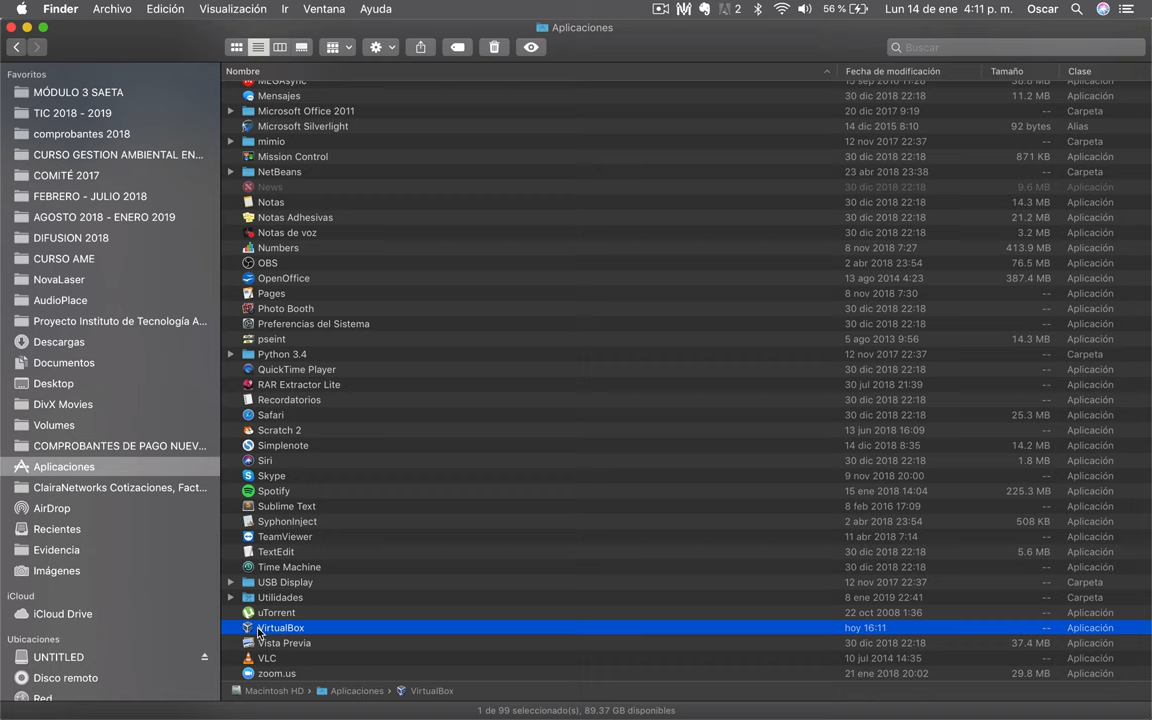 Finder Archivo Edición Visualización Ir Ventana Ayuda 2 56 % Lun 14 de ene 4:11 p. m. Oscar
Aplicaciones
Buscar
Favoritos
MÓDULO 3 SAETA
TIC 2018 - 2019
comprobantes 2018
CURSO GESTION AMBIENTAL EN...
COMITÉ 2017
FEBRERO - JULIO 2018
AGOSTO 2018 - ENERO 2019
DIFUSION 2018
CURSO AME
NovaLaser
AudioPlace
Proyecto Instituto de Tecnología A...
Descargas
Documentos
Desktop
DivX Movies
Volumes
COMPROBANTES DE PAGO NUEV...
Aplicaciones
ClairaNetworks Cotizaciones, Fact...
AirDrop
Recientes
Evidencia
Imágenes
iCloud
iCloud Drive
Ubicaciones
UNTITLED
Disco remoto
Red
Nombre Fecha de modificación Tamaño Clase
MEGAsync Aplicación
Mensajes 30 dic 2018 22:18 11.2 MB Aplicación
Microsoft Office 2011 20 dic 2017 9:19 -- Carpeta
Microsoft Silverlight 14 dic 2015 8:10 92 bytes Alias
mimio 12 nov 2017 22:37 -- Carpeta
Mission Control 30 dic 2018 22:18 871 KB Aplicación
NetBeans 23 abr 2018 23:38 -- Carpeta
News 30 dic 2018 22:18 9.6 MB Aplicación
Notas 30 dic 2018 22:18 14.3 MB Aplicación
Notas Adhesivas 30 dic 2018 22:18 21.2 MB Aplicación
Notas de voz 30 dic 2018 22:18 3.2 MB Aplicación
Numbers 8 nov 2018 7:27 413.9 MB Aplicación
OBS 2 abr 2018 23:54 76.5 MB Aplicación
OpenOffice 13 ago 2014 4:23 387.4 MB Aplicación
Pages 8 nov 2018 7:30 -- Aplicación
Photo Booth 30 dic 2018 22:18 -- Aplicación
Preferencias del Sistema 30 dic 2018 22:18 -- Aplicación
pseint 5 ago 2013 9:56 14.3 MB Aplicación
Python 3.4 12 nov 2017 22:37 -- Carpeta
QuickTime Player 30 dic 2018 22:18 -- Aplicación
RAR Extractor Lite 30 jul 2018 21:39 -- Aplicación
Recordatorios 30 dic 2018 22:18 -- Aplicación
Safari 30 dic 2018 22:18 25.3 MB Aplicación
Scratch 2 13 jun 2018 16:09 -- Aplicación
Simplenote 14 dic 2018 8:35 14.2 MB Aplicación
Siri 30 dic 2018 22:18 1.8 MB Aplicación
Skype 9 nov 2018 20:00 -- Aplicación
Spotify 15 ene 2018 14:04 225.3 MB Aplicación
Sublime Text 8 feb 2016 17:09 -- Aplicación
SyphonInject 2 abr 2018 23:54 508 KB Aplicación
TeamViewer 11 abr 2018 7:14 -- Aplicación
TextEdit 30 dic 2018 22:18 5.6 MB Aplicación
Time Machine 30 dic 2018 22:18 -- Aplicación
USB Display 12 nov 2017 22:37 -- Carpeta
Utilidades 8 ene 2019 22:41 -- Carpeta
uTorrent 22 oct 2008 1:36 -- Aplicación
VirtualBox hoy 16:11 -- Aplicación
Vista Previa 30 dic 2018 22:18 37.4 MB Aplicación
VLC 10 jul 2014 14:35 -- Aplicación
zoom.us 21 ene 2018 20:02 29.8 MB Aplicación
Macintosh HD › Aplicaciones › VirtualBox
1 de 99 seleccionado(s), 89.37 GB disponibles